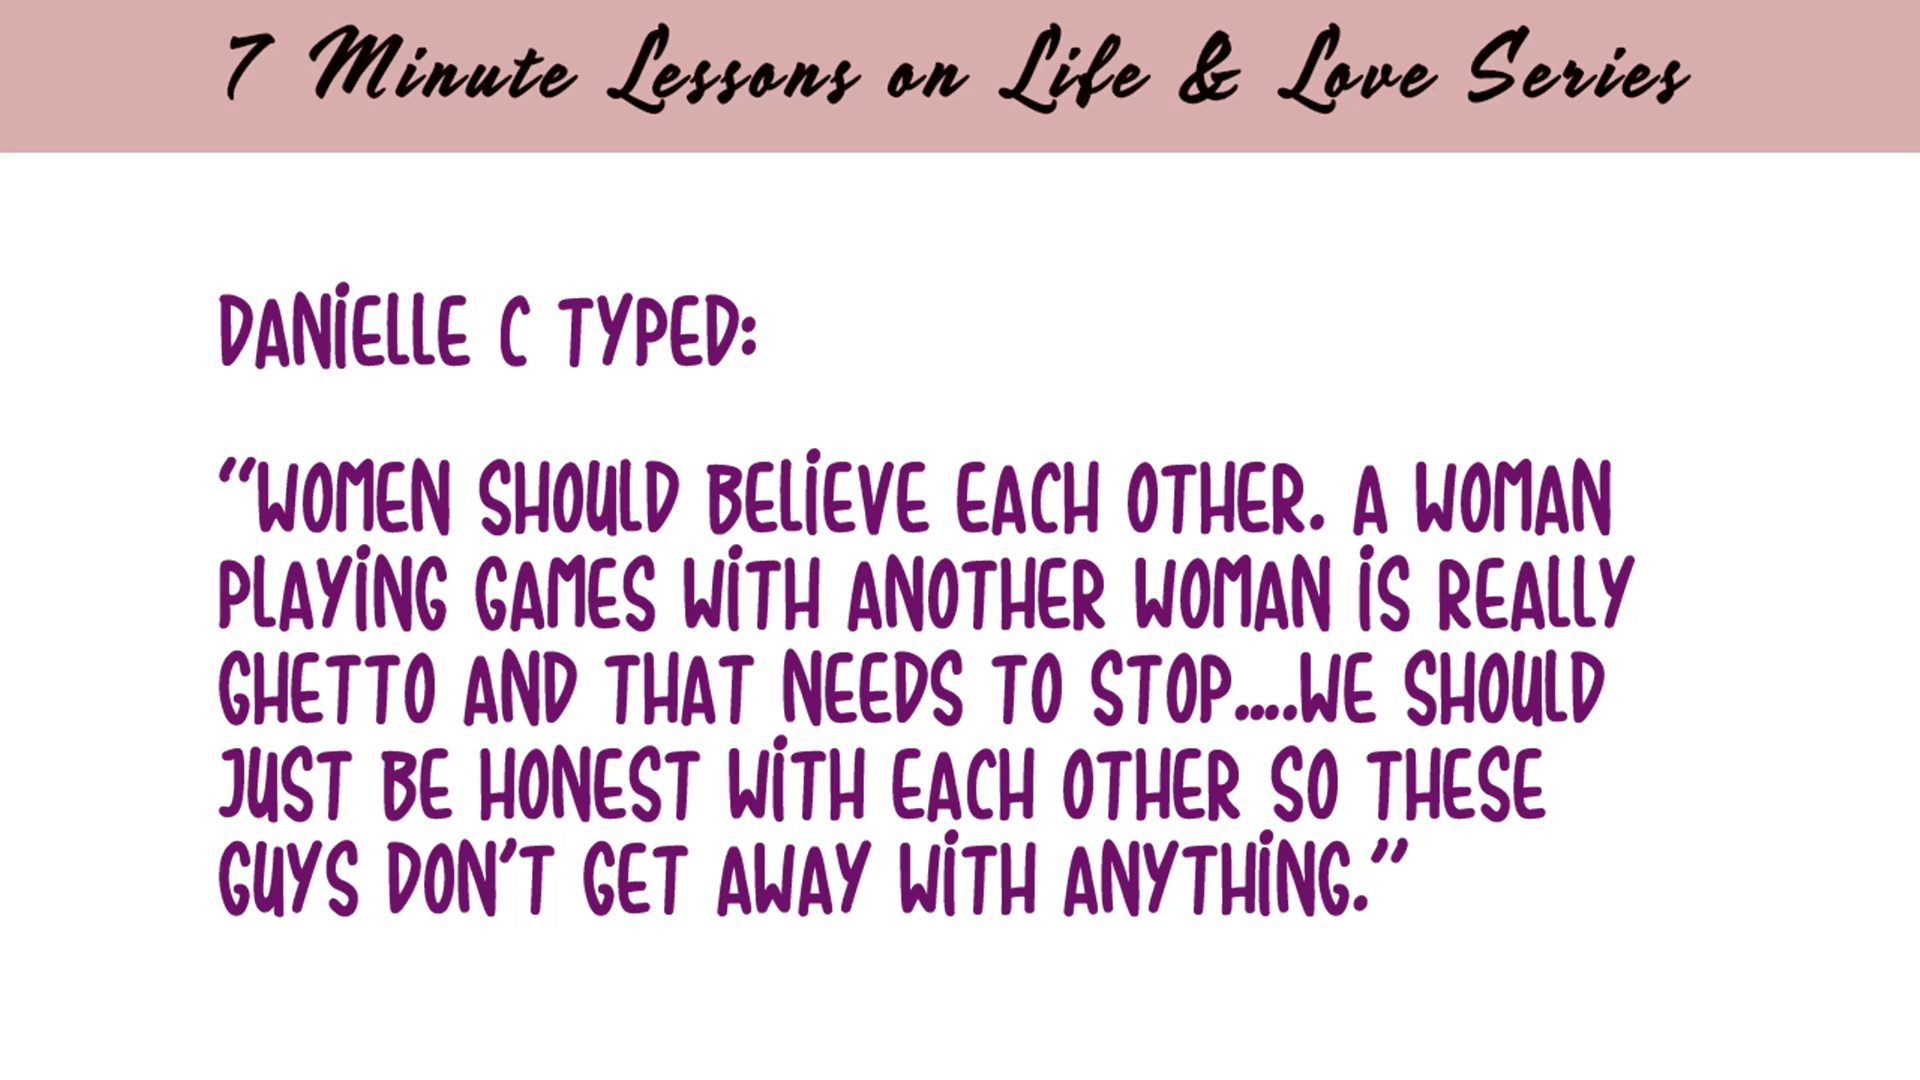 7 Minute Lessons on Life & Love Series
DANIELLE C TYPED:
“WOMEN SHOULD BELIEVE EACH OTHER. A WOMAN
PLAYING GAMES WITH ANOTHER WOMAN IS REALLY
GHETTO AND THAT NEEDS TO STOP....WE SHOULD
JUST BE HONEST WITH EACH OTHER SO THESE
GUYS DON’T GET AWAY WITH ANYTHING.”